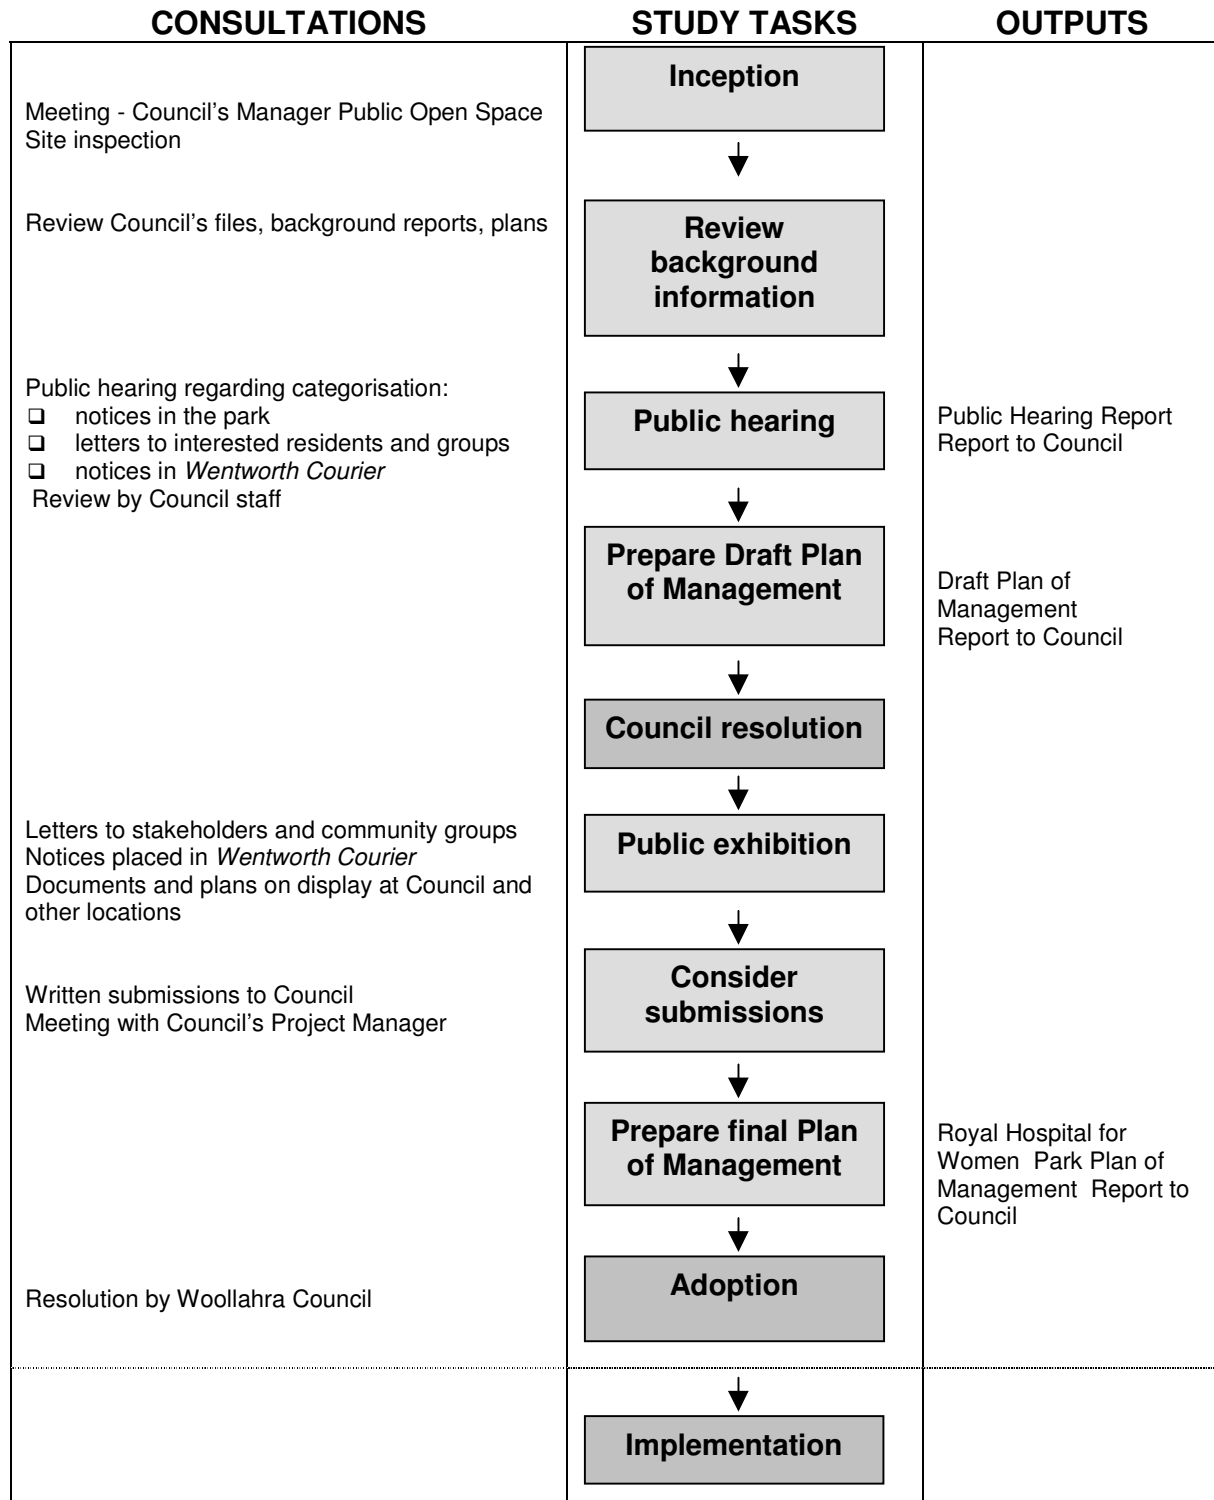 CONSULTATIONS STUDY TASKS OUTPUTS
Inception
Meeting - Council's Manager Public Open Space
Site inspection
Review Council's files, background reports, plans
Review
background
information
Public hearing regarding categorisation:
❑ notices in the park
❑ letters to interested residents and groups
❑ notices in Wentworth Courier
Review by Council staff
Public hearing
Public Hearing Report
Report to Council
Prepare Draft Plan
of Management
Draft Plan of
Management
Report to Council
Council resolution
Letters to stakeholders and community groups
Notices placed in Wentworth Courier
Documents and plans on display at Council and
other locations
Public exhibition
Written submissions to Council
Meeting with Council's Project Manager
Consider
submissions
Prepare final Plan
of Management
Royal Hospital for
Women Park Plan of
Management Report to
Council
Resolution by Woollahra Council
Adoption
Implementation